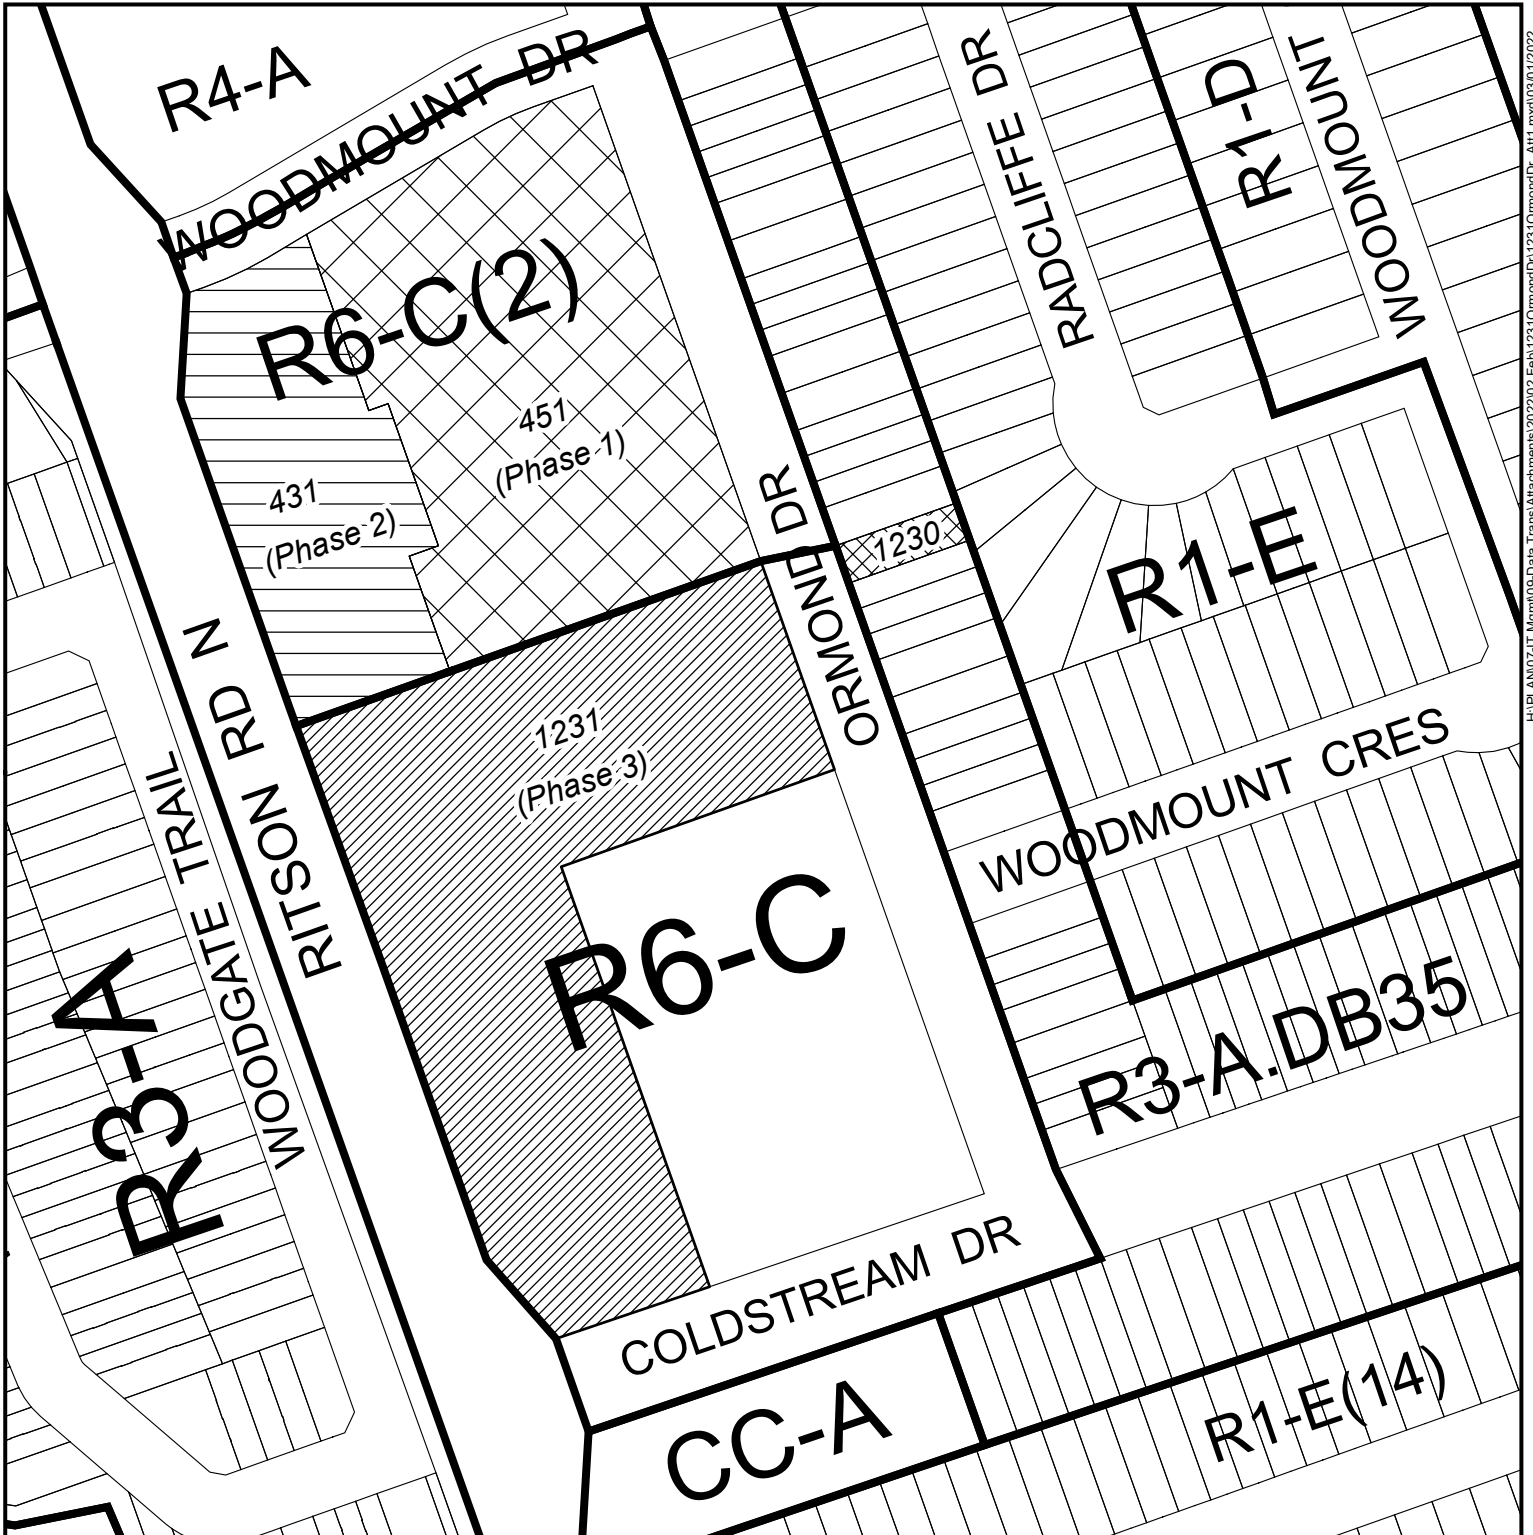 R4-A
WOODMOUNT DR
RADCLIFFE DR
R1-D
WOODMOUNT
R6-C(2)
451
(Phase 1)
431
(Phase 2)
ORMOND DR
1230
R1-E
RITSON RD N
1231
(Phase 3)
WOODGATE TRAIL
WOODMOUNT CRES
R3-A
R6-C
R3-A.DB35
COLDSTREAM DR
CC-A
R1-E(14)